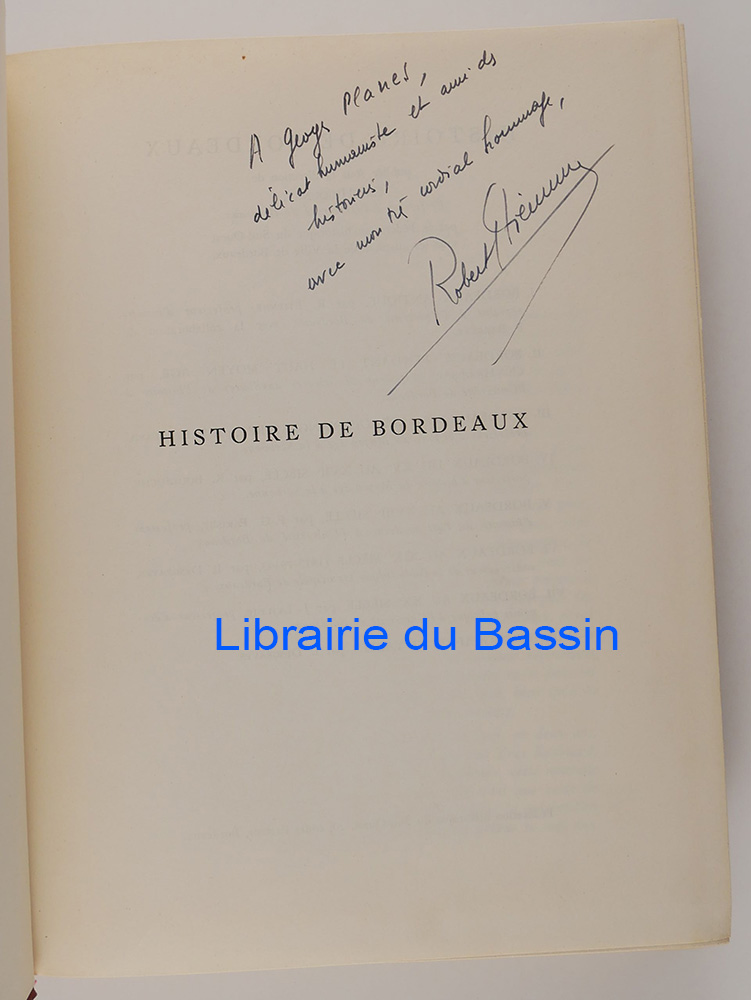 A Georges Planes,
délicat humaniste et ami ds
historiens,
avec mon très cordial hommage,
Robert Etienne
HISTOIRE DE BORDEAUX
Librairie du Bassin